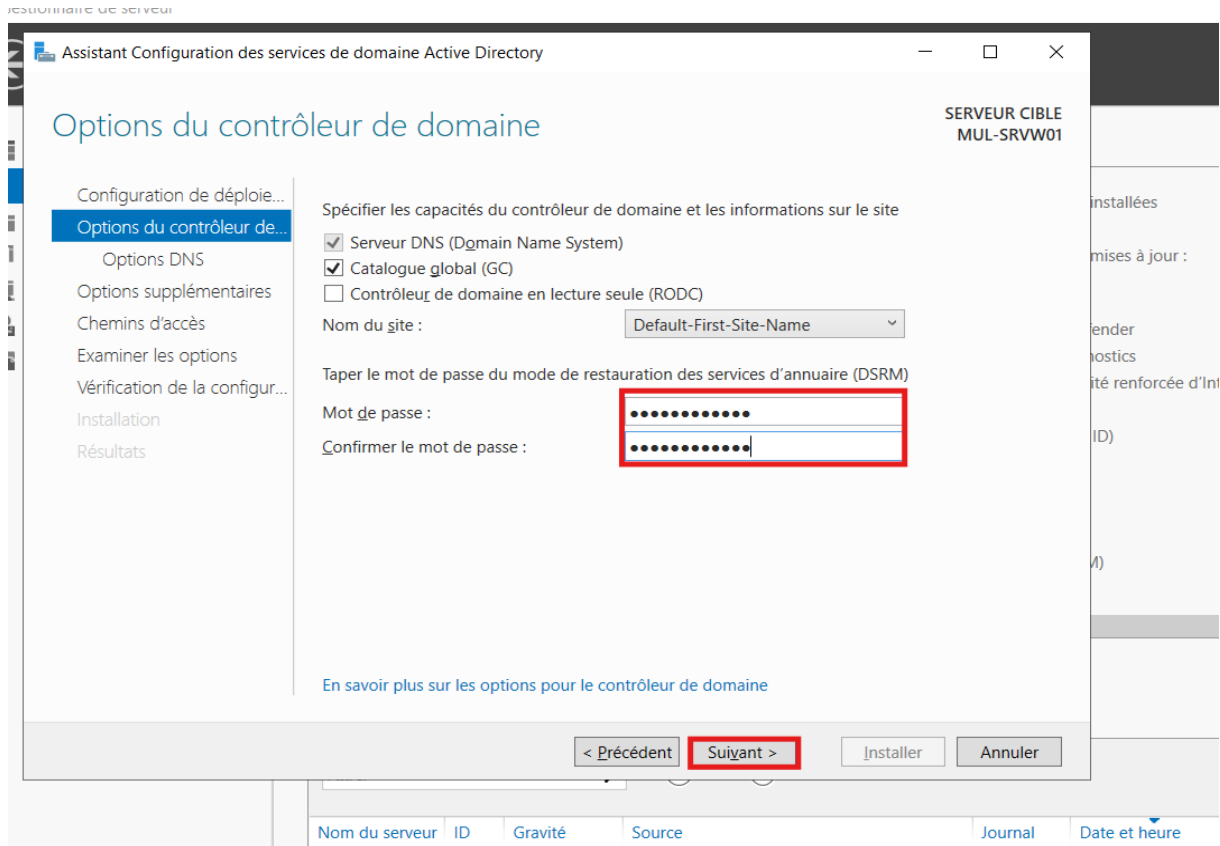 Gestionnaire de serveur
Assistant Configuration des services de domaine Active Directory
Options du contrôleur de domaine
SERVEUR CIBLE
MUL-SRVW01
Configuration de déploie...
Options du contrôleur de...
Options DNS
Options supplémentaires
Chemins d'accès
Examiner les options
Vérification de la configur...
Installation
Résultats
Spécifier les capacités du contrôleur de domaine et les informations sur le site
Serveur DNS (Domain Name System)
Catalogue global (GC)
Contrôleur de domaine en lecture seule (RODC)
Nom du site :
Default-First-Site-Name
Taper le mot de passe du mode de restauration des services d'annuaire (DSRM)
Mot de passe :
●●●●●●●●●●●●
Confirmer le mot de passe :
●●●●●●●●●●●●
En savoir plus sur les options pour le contrôleur de domaine
< Précédent
Suivant >
Installer
Annuler
installées
mises à jour :
ender
nostics
ité renforcée d'Int
ID)
M)
Nom du serveur
ID
Gravité
Source
Journal
Date et heure